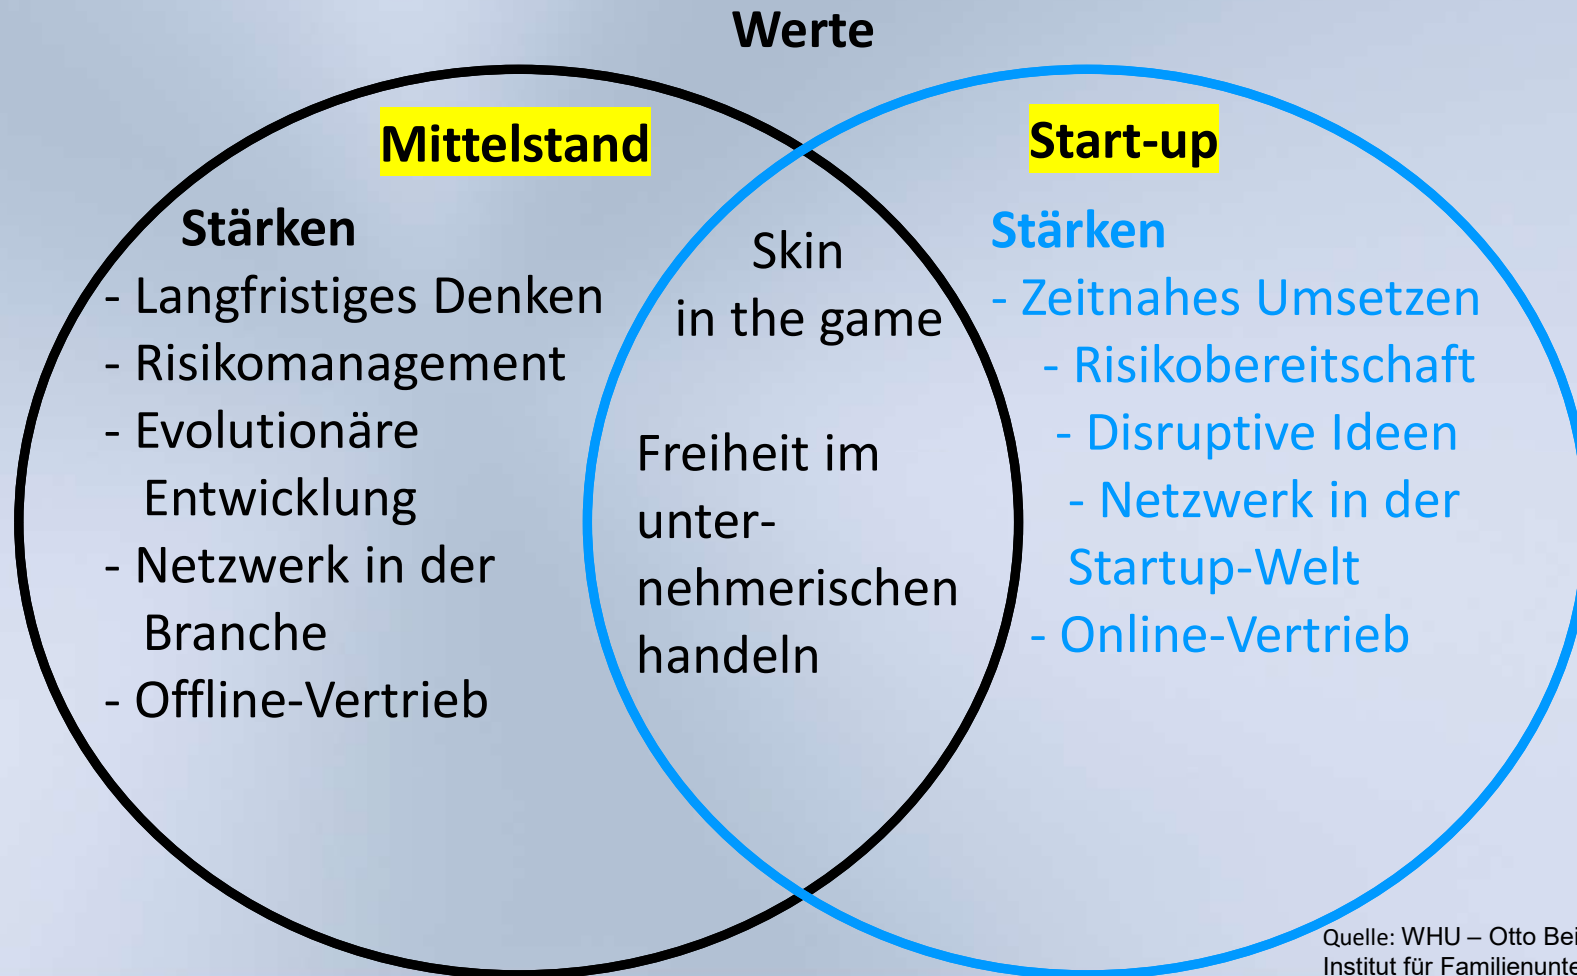 Werte
Mittelstand
Stärken
- Langfristiges Denken
- Risikomanagement
- Evolutionäre
Entwicklung
- Netzwerk in der
Branche
- Offline-Vertrieb
Skin
in the game
Freiheit im
unter-
nehmerischen
handeln
Start-up
Stärken
- Zeitnahes Umsetzen
- Risikobereitschaft
- Disruptive Ideen
- Netzwerk in der
Startup-Welt
- Online-Vertrieb
Quelle: WHU – Otto
Institut für